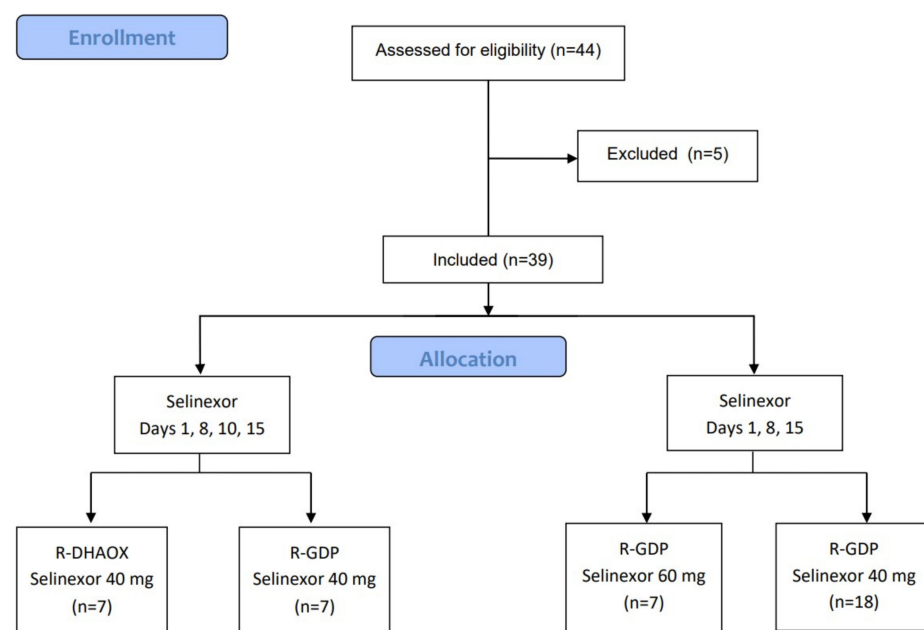 Enrollment
Assessed for eligibility (n=44)
Excluded (n=5)
Included (n=39)
Allocation
Selinexor
Days 1, 8, 10, 15
Selinexor
Days 1, 8, 15
R-DHAOX
Selinexor 40 mg
(n=7)
R-GDP
Selinexor 40 mg
(n=7)
R-GDP
Selinexor 60 mg
(n=7)
R-GDP
Selinexor 40 mg
(n=18)